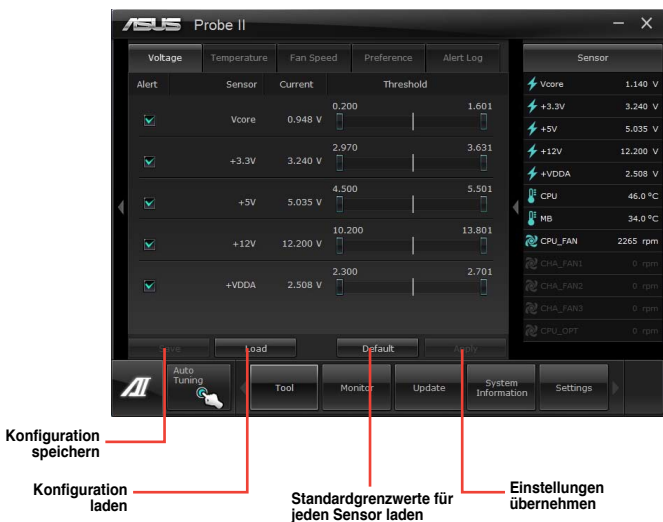 ASUS Probe II
Voltage Temperature Fan Speed Preference Alert Log
Alert Sensor Current Threshold
0.200 1.601
Vcore 0.948 V
2.970 3.631
+3.3V 3.240 V
4.500 5.501
+5V 5.035 V
10.200 13.801
+12V 12.200 V
2.300 2.701
+VDDA 2.508 V
Save Load Default Apply
Sensor
Vcore 1.140 V
+3.3V 3.240 V
+5V 5.035 V
+12V 12.200 V
+VDDA 2.508 V
CPU 46.0 °C
MB 34.0 °C
CPU_FAN 2265 rpm
CHA_FAN1 0 rpm
CHA_FAN2 0 rpm
CHA_FAN3 0 rpm
CPU_OPT 0 rpm
Auto
Tuning
Tool Monitor Update System
Information Settings
Konfiguration
speichern
Konfiguration
laden
Standardgrenzwerte für
jeden Sensor laden
Einstellungen
übernehmen